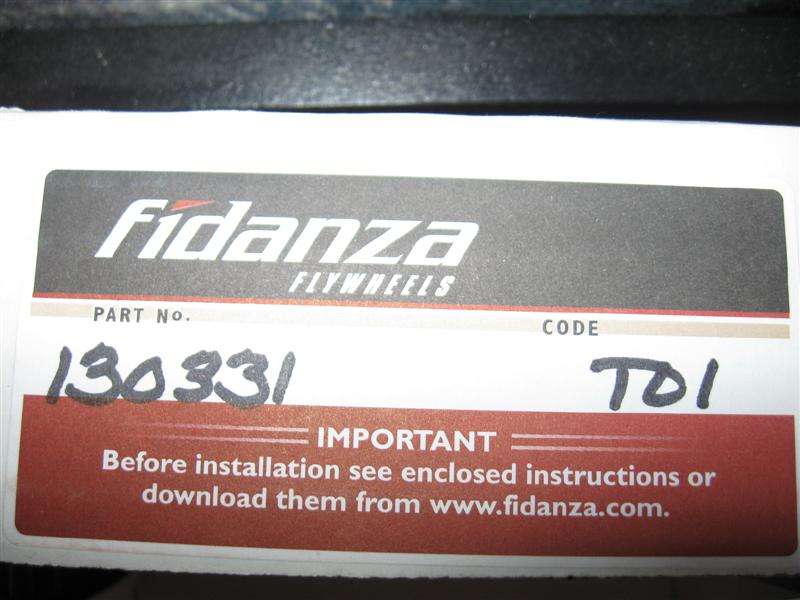 fidanza
FLYWHEELS
PART No. CODE
130331 T01
IMPORTANT
Before installation see enclosed instructions or
download them from www.fidanza.com.